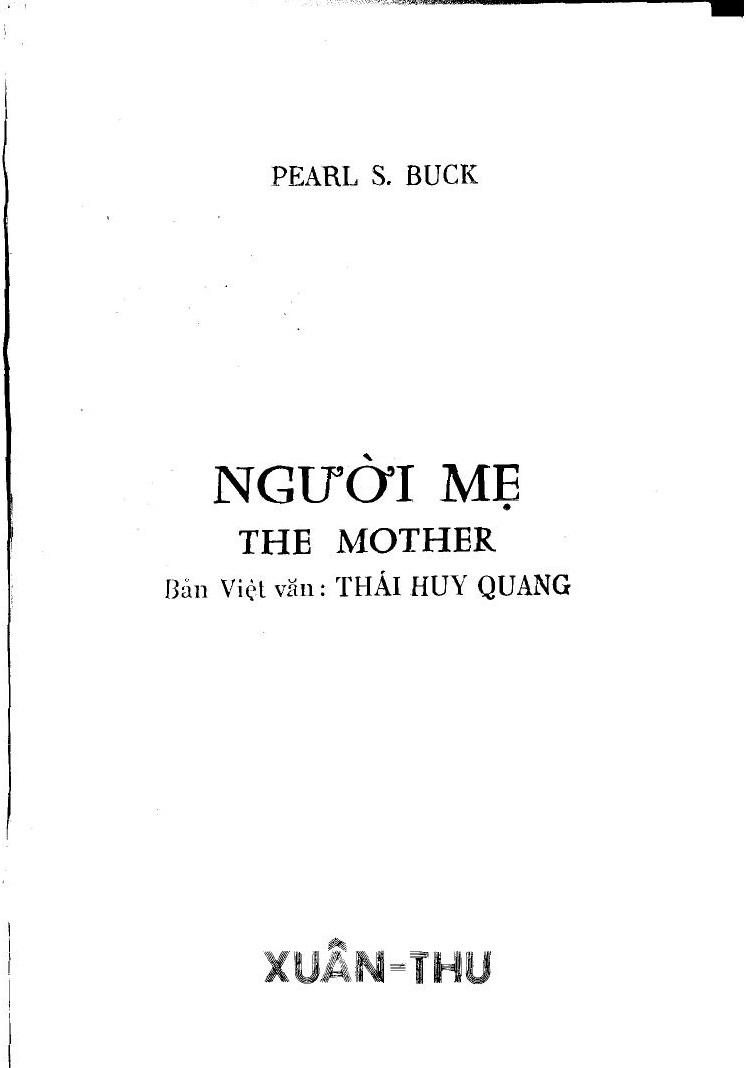 PEARL S. BUCK
NGƯỜI MẸ
THE MOTHER
Bản Việt văn: THÁI HUY QUANG
XUÂN-THU